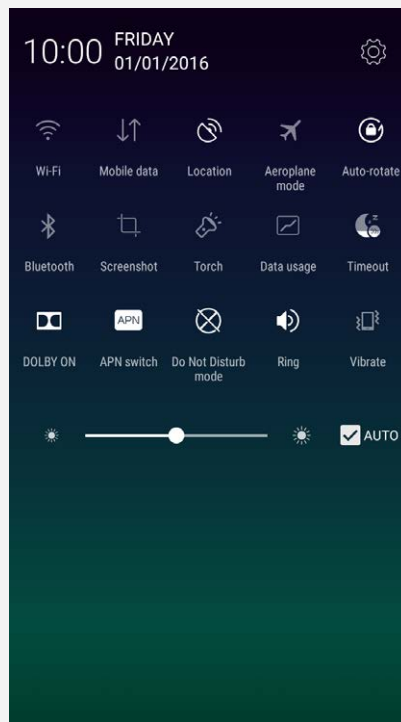 10:00 FRIDAY
01/01/2016
Wi-Fi Mobile data Location Aeroplane mode Auto-rotate
Bluetooth Screenshot Torch Data usage Timeout
APN
DOLBY ON APN switch Do Not Disturb mode Ring Vibrate
AUTO